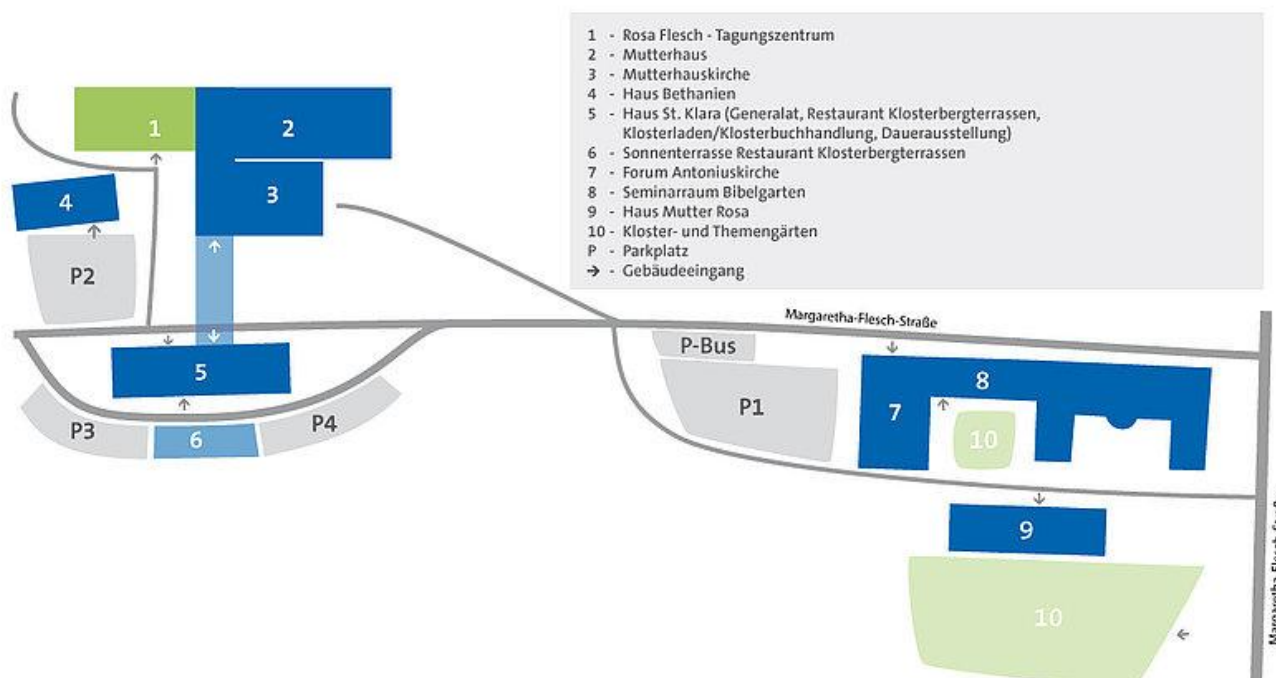 1 - Rosa Flesch - Tagungszentrum
2 - Mutterhaus
3 - Mutterhauskirche
4 - Haus Bethanien
5 - Haus St. Klara (Generalat, Restaurant Klosterbergterrassen,
Klosterladen/Klosterbuchhandlung, Dauerausstellung)
6 - Sonnenterrasse Restaurant Klosterbergterrassen
7 - Forum Antoniuskirche
8 - Seminarraum Bibelgarten
9 - Haus Mutter Rosa
10 - Kloster- und Themengärten
P - Parkplatz
→ - Gebäudeeingang
1
2
3
4
P2
5
P3
6
P4
Margaretha-Flesch-Straße
P-Bus
P1
7
8
10
9
10
Margaretha-Flesch-Straß